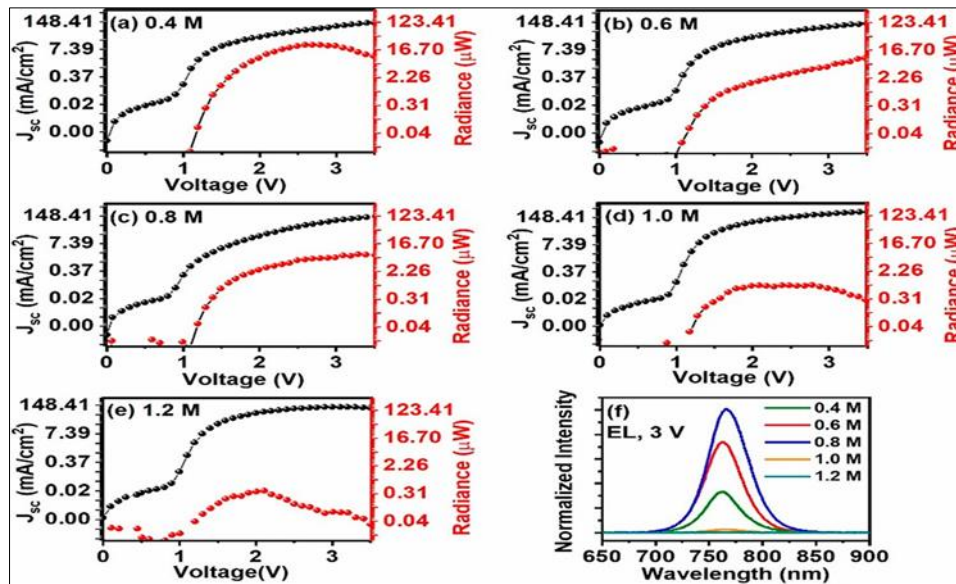 (a) 0.4 M
J_sc (mA/cm²)
148.41
7.39
0.37
0.02
0.00
123.41
16.70
2.26
0.31
0.04
Radiance (μW)
0 1 2 3
Voltage (V)
(b) 0.6 M
J_sc (mA/cm²)
148.41
7.39
0.37
0.02
0.00
123.41
16.70
2.26
0.31
0.04
Radiance (μW)
0 1 2 3
Voltage (V)
(c) 0.8 M
J_sc (mA/cm²)
148.41
7.39
0.37
0.02
0.00
123.41
16.70
2.26
0.31
0.04
Radiance (μW)
0 1 2 3
Voltage (V)
(d) 1.0 M
J_sc (mA/cm²)
148.41
7.39
0.37
0.02
0.00
123.41
16.70
2.26
0.31
0.04
Radiance (μW)
0 1 2 3
Voltage (V)
(e) 1.2 M
J_sc (mA/cm²)
148.41
7.39
0.37
0.02
0.00
123.41
16.70
2.26
0.31
0.04
Radiance (μW)
0 1 2 3
Voltage(V)
(f)
EL, 3 V
0.4 M
0.6 M
0.8 M
1.0 M
1.2 M
Normalized Intensity
650 700 750 800 850 900
Wavelength (nm)